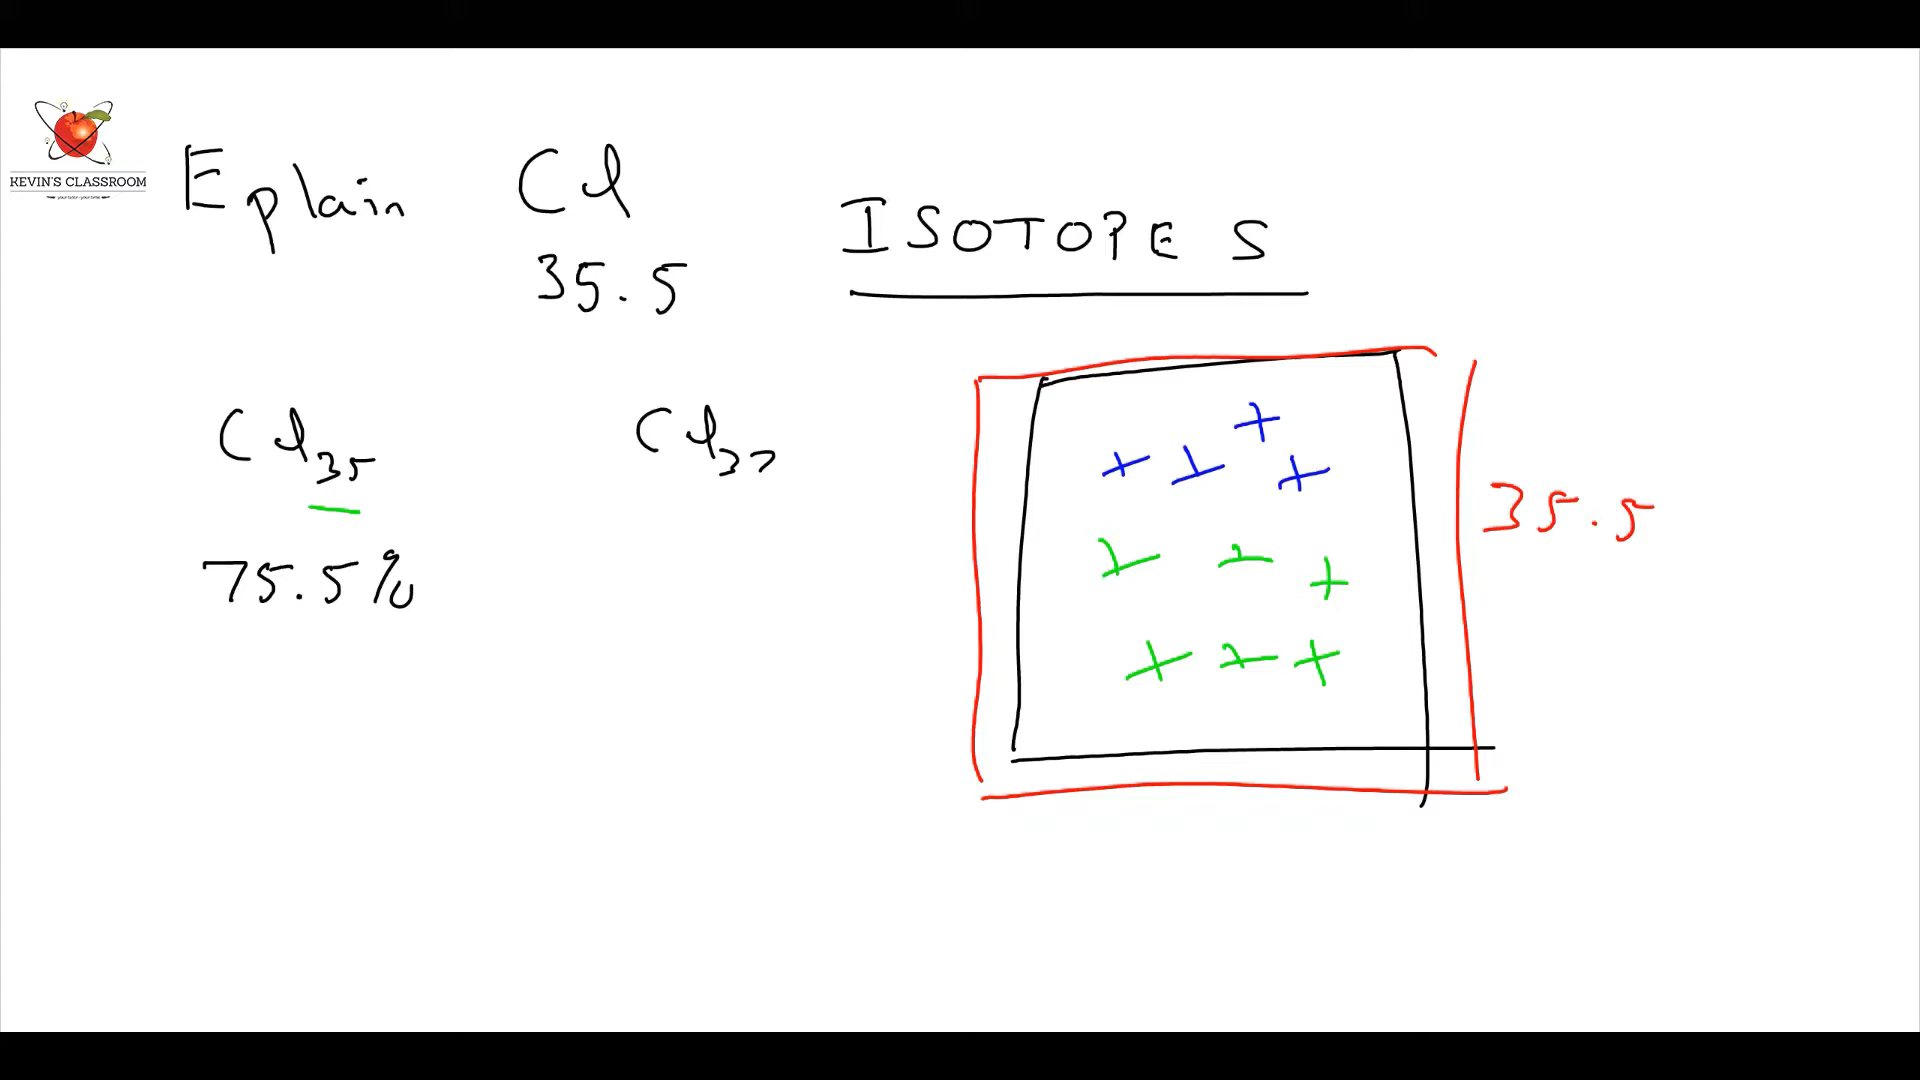 KEVIN'S CLASSROOM
Eplain Cl
35.5
ISOTOPES
Cl35 Cl37
75.5%
35.5